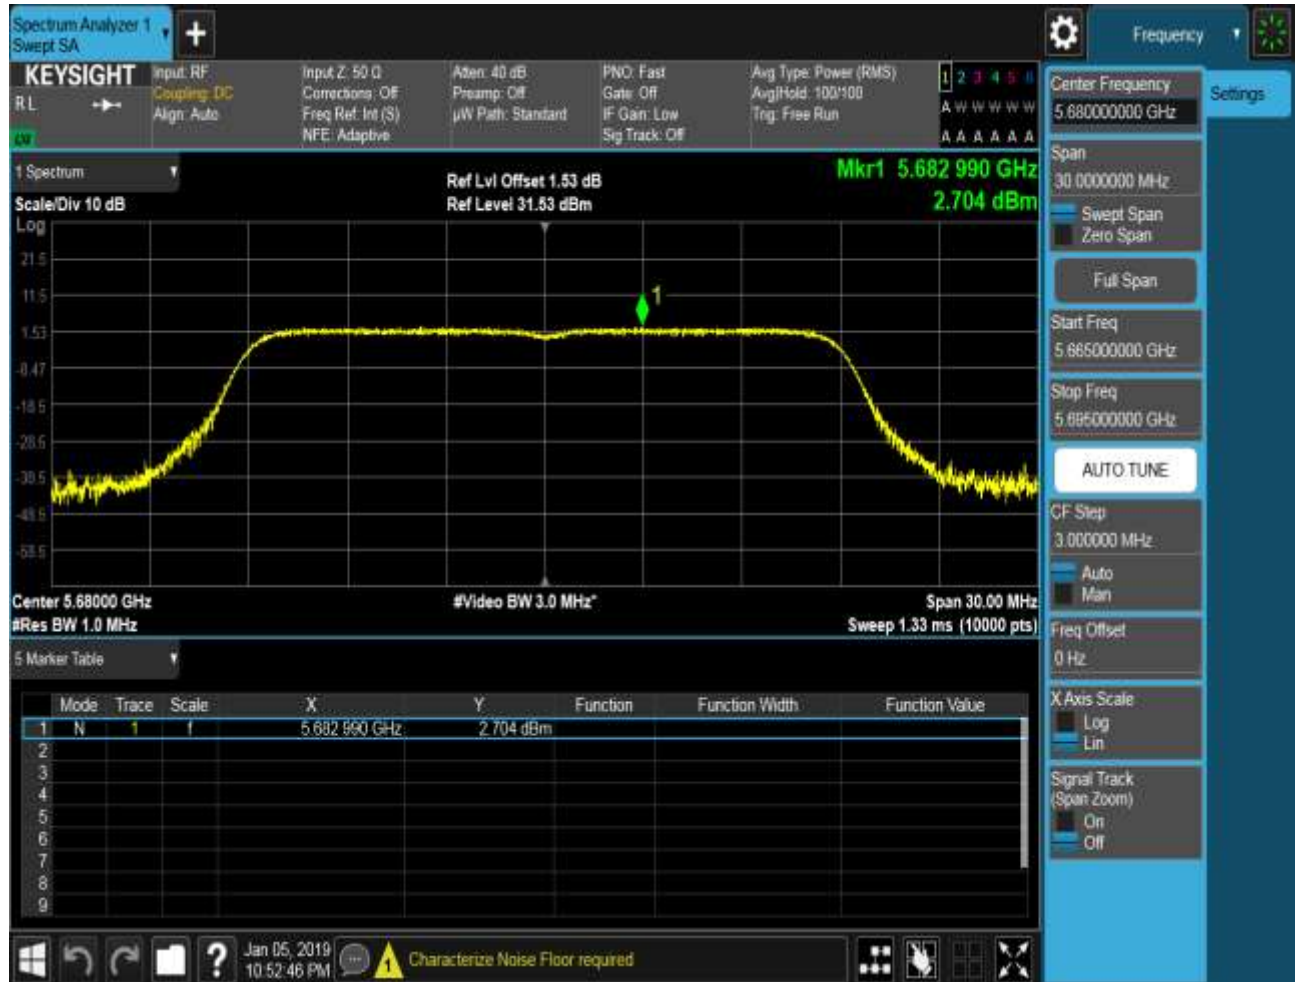 Spectrum Analyzer 1
Swept SA
+
Frequency
KEYSIGHT
RL
Input: RF
Coupling: DC
Align: Auto
Input Z: 50 Ω
Corrections: Off
Freq Ref: Int (S)
NFE: Adaptive
Atten: 40 dB
Preamp: Off
µW Path: Standard
PNO: Fast
Gate: Off
IF Gain: Low
Sig Track: Off
Avg Type: Power (RMS)
Avg|Hold: 100/100
Trig: Free Run
1 2 3 4 5 6
A W W W W W
A A A A A A
Center Frequency
5.680000000 GHz
Settings
Span
30.0000000 MHz
Swept Span
Zero Span
Full Span
Start Freq
5.665000000 GHz
Stop Freq
5.695000000 GHz
AUTO TUNE
CF Step
3.000000 MHz
Auto
Man
Freq Offset
0 Hz
X Axis Scale
Log
Lin
Signal Track
(Span Zoom)
On
Off
1 Spectrum
Scale/Div 10 dB
Ref Lvl Offset 1.53 dB
Ref Level 31.53 dBm
Mkr1 5.682 990 GHz
2.704 dBm
Log
21.5
11.5
1.53
-8.47
-18.5
-28.5
-38.5
-48.5
-58.5
1
Center 5.68000 GHz
#Res BW 1.0 MHz
#Video BW 3.0 MHz*
Span 30.00 MHz
Sweep 1.33 ms (10000 pts)
5 Marker Table
Mode Trace Scale X Y Function Function Width Function Value
1 N 1 f 5.682 990 GHz 2.704 dBm
2
3
4
5
6
7
8
9
?
Jan 05, 2019
10:52:46 PM
1
Characterize Noise Floor required